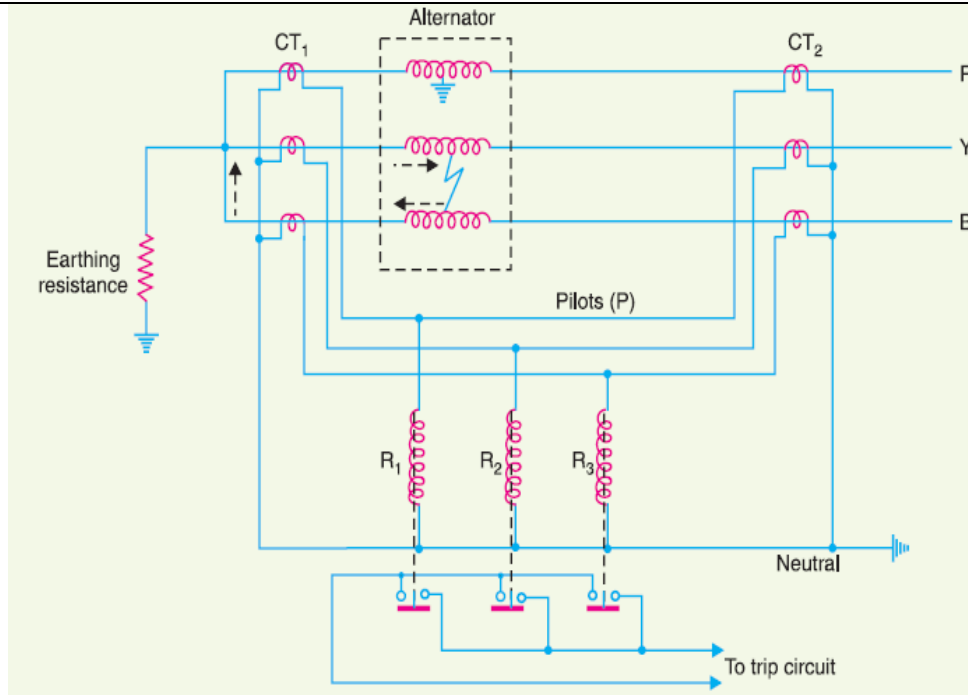 Alternator
CT₁
CT₂
Y
Earthing
resistance
Pilots (P)
R₁
R₂
R₃
Neutral
To trip circuit